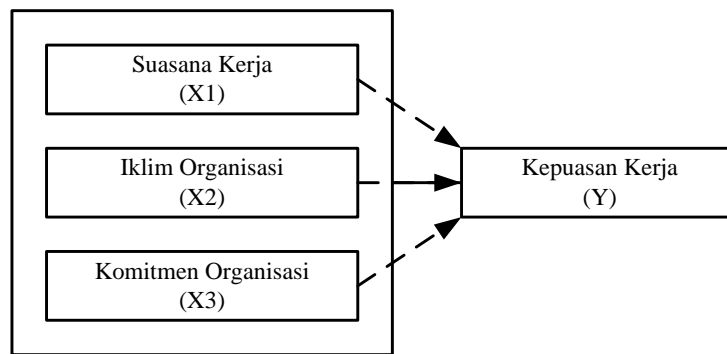 Suasana Kerja
(X1)
Iklim Organisasi
(X2)
Komitmen Organisasi
(X3)
Kepuasan Kerja
(Y)